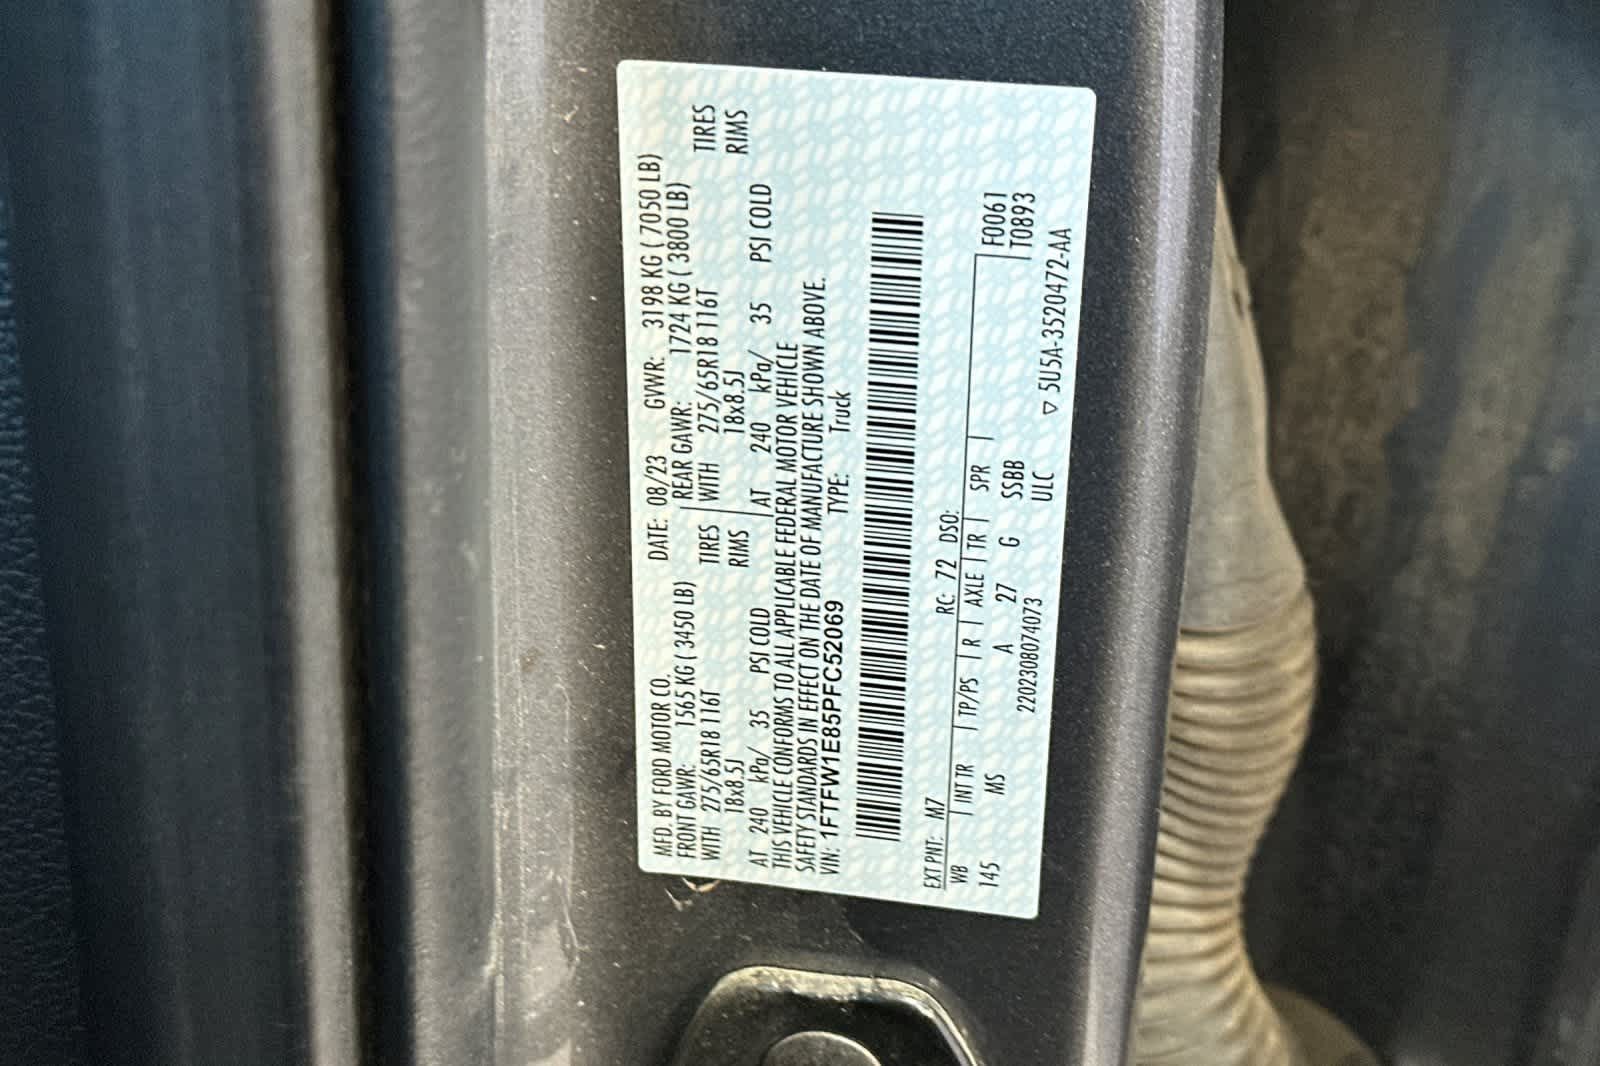 MFD. BY FORD MOTOR CO. DATE: 08/23 GVWR: 3198 KG ( 7050 LB)
FRONT GAWR: 1565 KG ( 3450 LB) REAR GAWR: 1724 KG ( 3800 LB)
WITH 275/65R18 116T TIRES WITH 275/65R18 116T TIRES
18x8.5J RIMS 18x8.5J RIMS
AT 240 kPa/ 35 PSI COLD AT 240 kPa/ 35 PSI COLD
THIS VEHICLE CONFORMS TO ALL APPLICABLE FEDERAL MOTOR VEHICLE
SAFETY STANDARDS IN EFFECT ON THE DATE OF MANUFACTURE SHOWN ABOVE.
VIN: 1FTFW1E85PFC52069 TYPE: Truck
EXT PNT: M7 RC: 72 DSO:
WB INT TR TP/PS R AXLE TR SPR F0061
145 MS A 27 G SSBB T0893
2202308074073 ULC
▽ 5U5A-3520472-AA